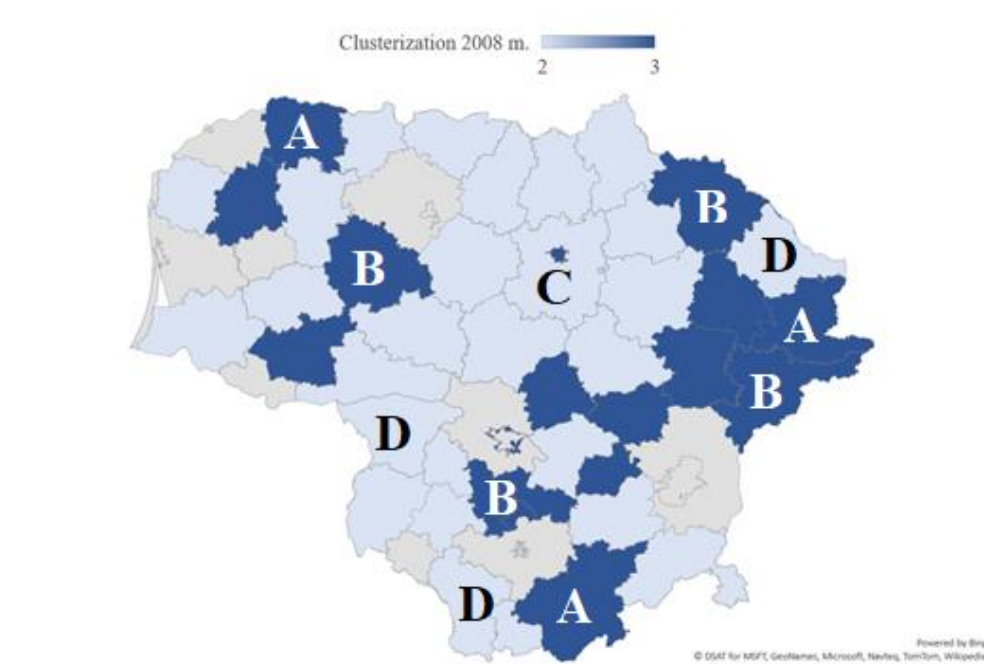 Clusterization 2008 m.
2 3
A
B
B
D
C
A
B
D
B
D
A
Powered by Bing
© DSAT for MSFT, GeoNames, Microsoft, Navteq, TomTom, Wikipedia